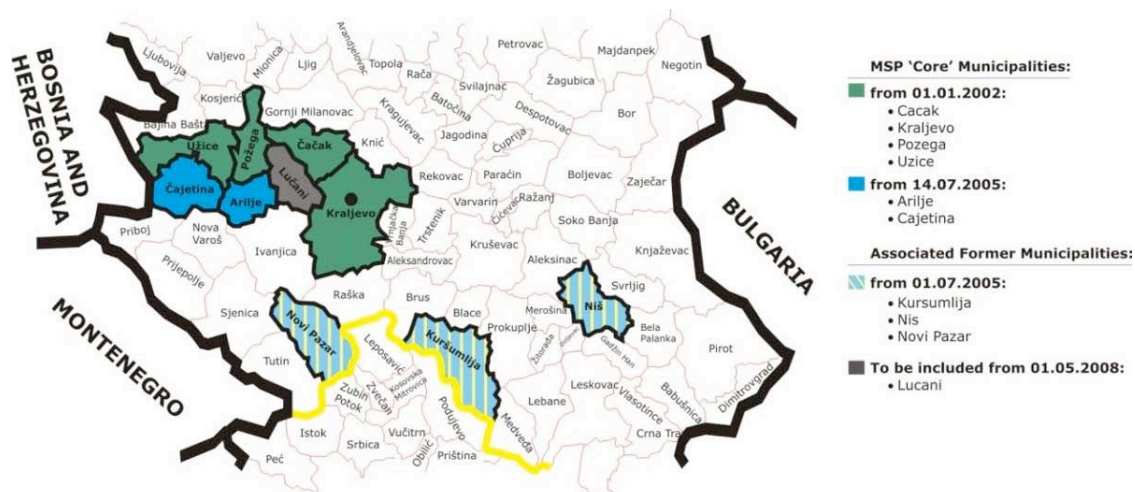 BOSNIA AND
HERZEGOVINA
MONTENEGRO
BULGARIA
Ljubovija
Valjevo
Mionica
Ljig
Arandjelovac
Topola
Rača
Petrovac
Svilajnac
Žagubica
Majdanpek
Negotin
Kosjerić
Bajina Bašta
Gornji Milanovac
Kragujevac
Batočina
Despotovac
Bor
Užice
Požega
Čačak
Knić
Jagodina
Ćuprija
Čajetina
Arilje
Lučani
Kraljevo
Rekovac
Paraćin
Boljevac
Zaječar
Varvarin
Ćićevac
Ražanj
Priboj
Nova
Varoš
Ivanjica
Vrnjačka
Banja
Trstenik
Kruševac
Soko Banja
Knjaževac
Prijepolje
Aleksandrovac
Aleksinac
Sjenica
Raška
Brus
Blace
Merošina
Niš
Svrljig
Novi Pazar
Kuršumlija
Prokuplje
Žitorađa
Gadžin Han
Bela
Palanka
Pirot
Tutin
Leposavić
Zubin
Potok
Zvečan
Kosovska
Mitrovica
Leskovac
Vlasotince
Babušnica
Dimitrovgrad
Lebane
Medveđa
Crna Tra
Istok
Srbica
Vučitrn
Podujevo
Peć
Obilić
Priština
MSP ‘Core’ Municipalities:
from 01.01.2002:
• Cacak
• Kraljevo
• Pozega
• Uzice
from 14.07.2005:
• Arilje
• Cajetina
Associated Former Municipalities:
from 01.07.2005:
• Kursumlija
• Nis
• Novi Pazar
To be included from 01.05.2008:
• Lucani